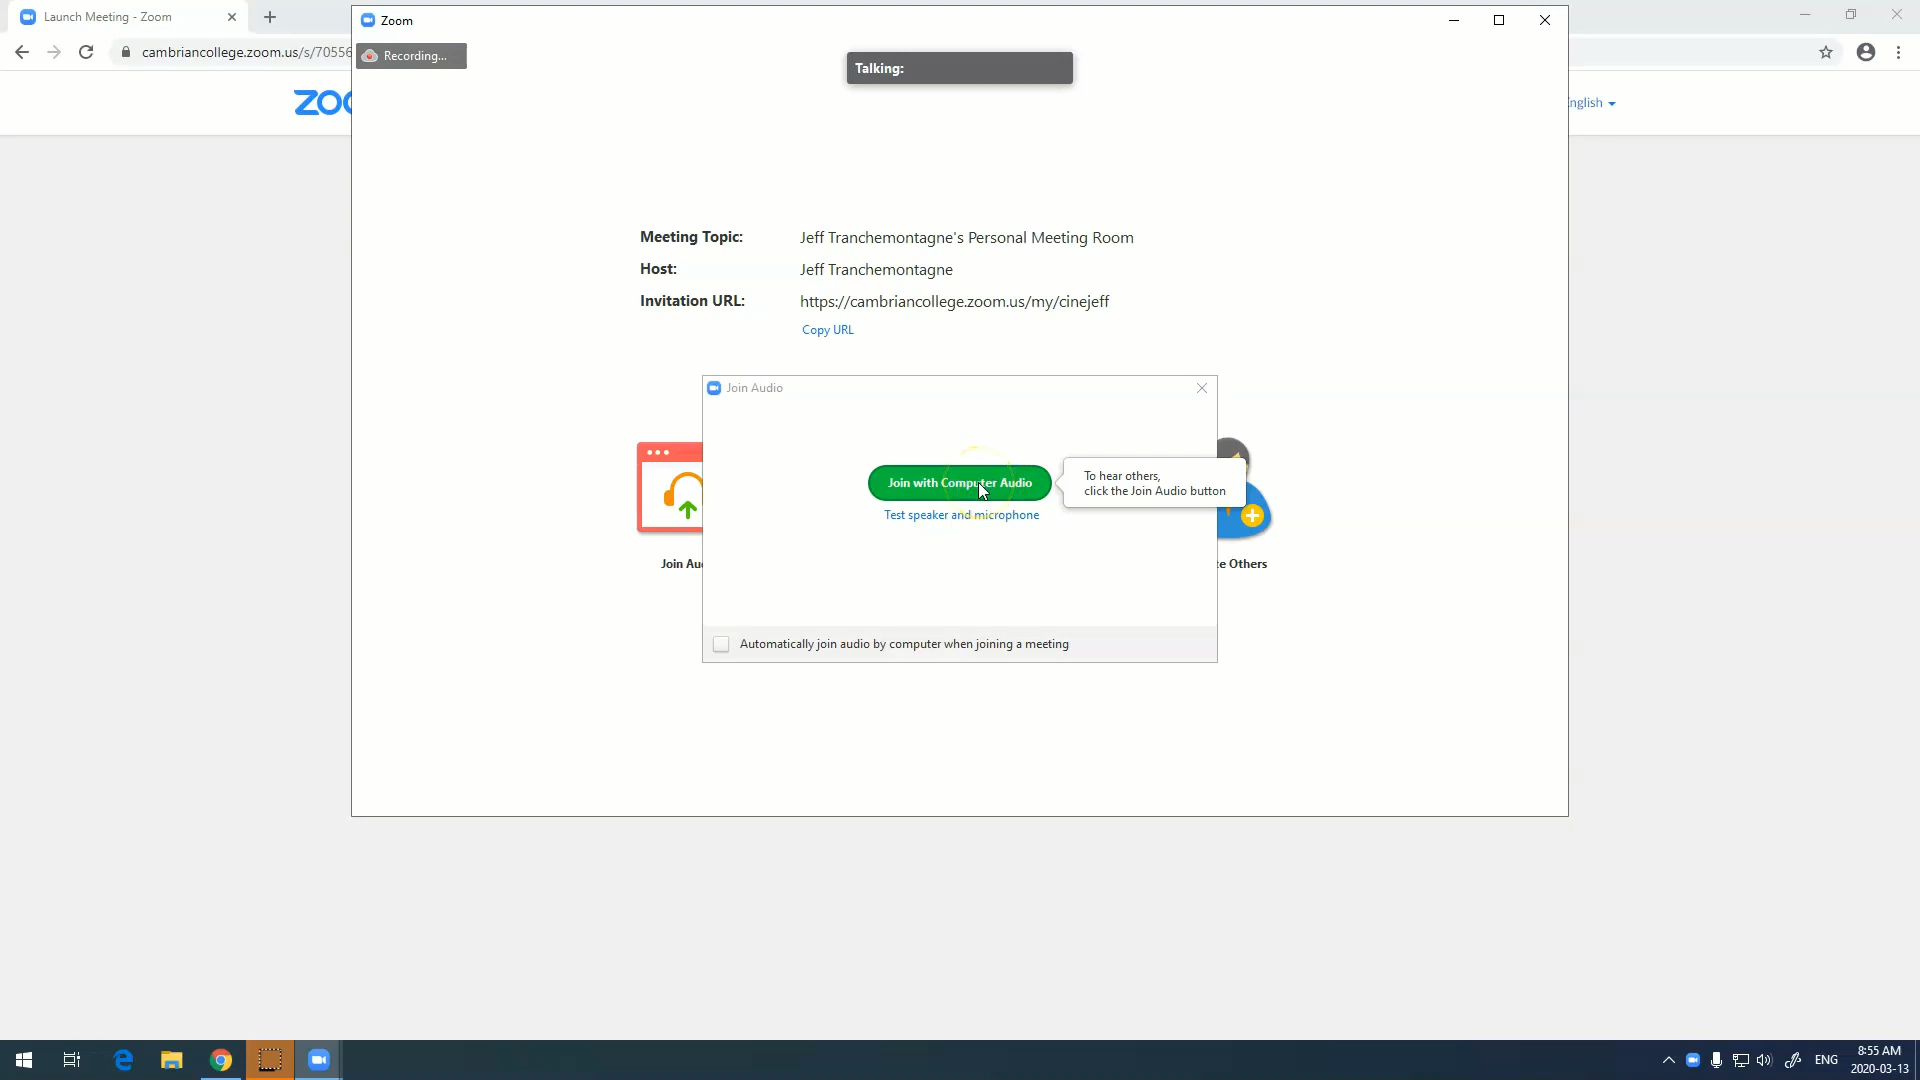 Launch Meeting - Zoom
Zoom
cambriancollege.zoom.us/s/70556
Recording...
Talking:
ZOO
nglish
Meeting Topic: Jeff Tranchemontagne's Personal Meeting Room
Host: Jeff Tranchemontagne
Invitation URL: https://cambriancollege.zoom.us/my/cinejeff
Copy URL
Join Audio
Join with Computer Audio
To hear others,
click the Join Audio button
Test speaker and microphone
Join Au
te Others
Automatically join audio by computer when joining a meeting
ENG
8:55 AM
2020-03-13